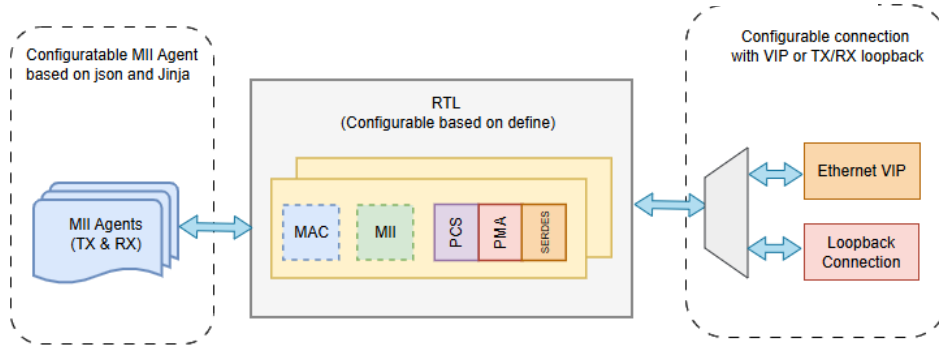 Configuratable MII Agent
based on json and Jinja
MII Agents
(TX & RX)
RTL
(Configurable based on define)
MAC
MII
PCS
PMA
SERDES
Configurable connection
with VIP or TX/RX loopback
Ethernet VIP
Loopback
Connection